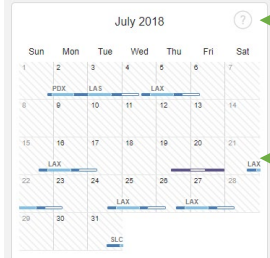 July 2018 ?
Sun Mon Tue Wed Thu Fri Sat
1 2 3 4 5 6 7
PDX LAS LAX
8 9 10 11 12 13 14
15 16 17 18 19 20 21
LAX LAX
22 23 24 25 26 27 28
LAX LAX
29 30 31
SLC